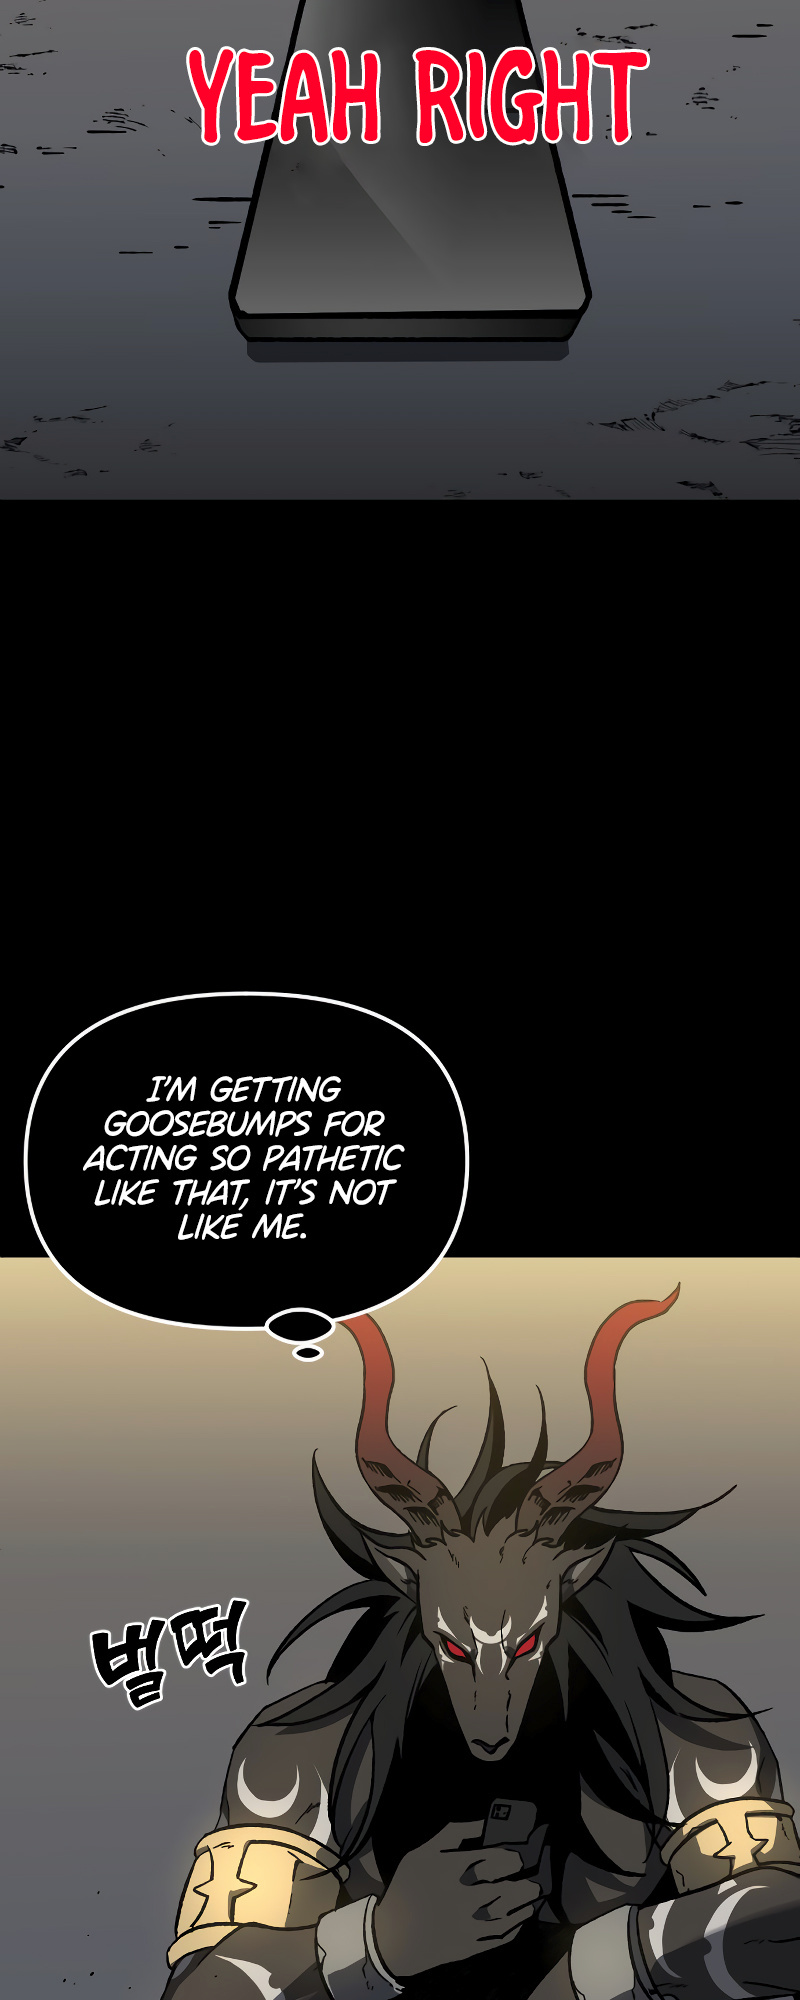 YEAH RIGHT
I'M GETTING
GOOSEBUMPS FOR
ACTING SO PATHETIC
LIKE THAT, IT'S NOT
LIKE ME.
벌떡